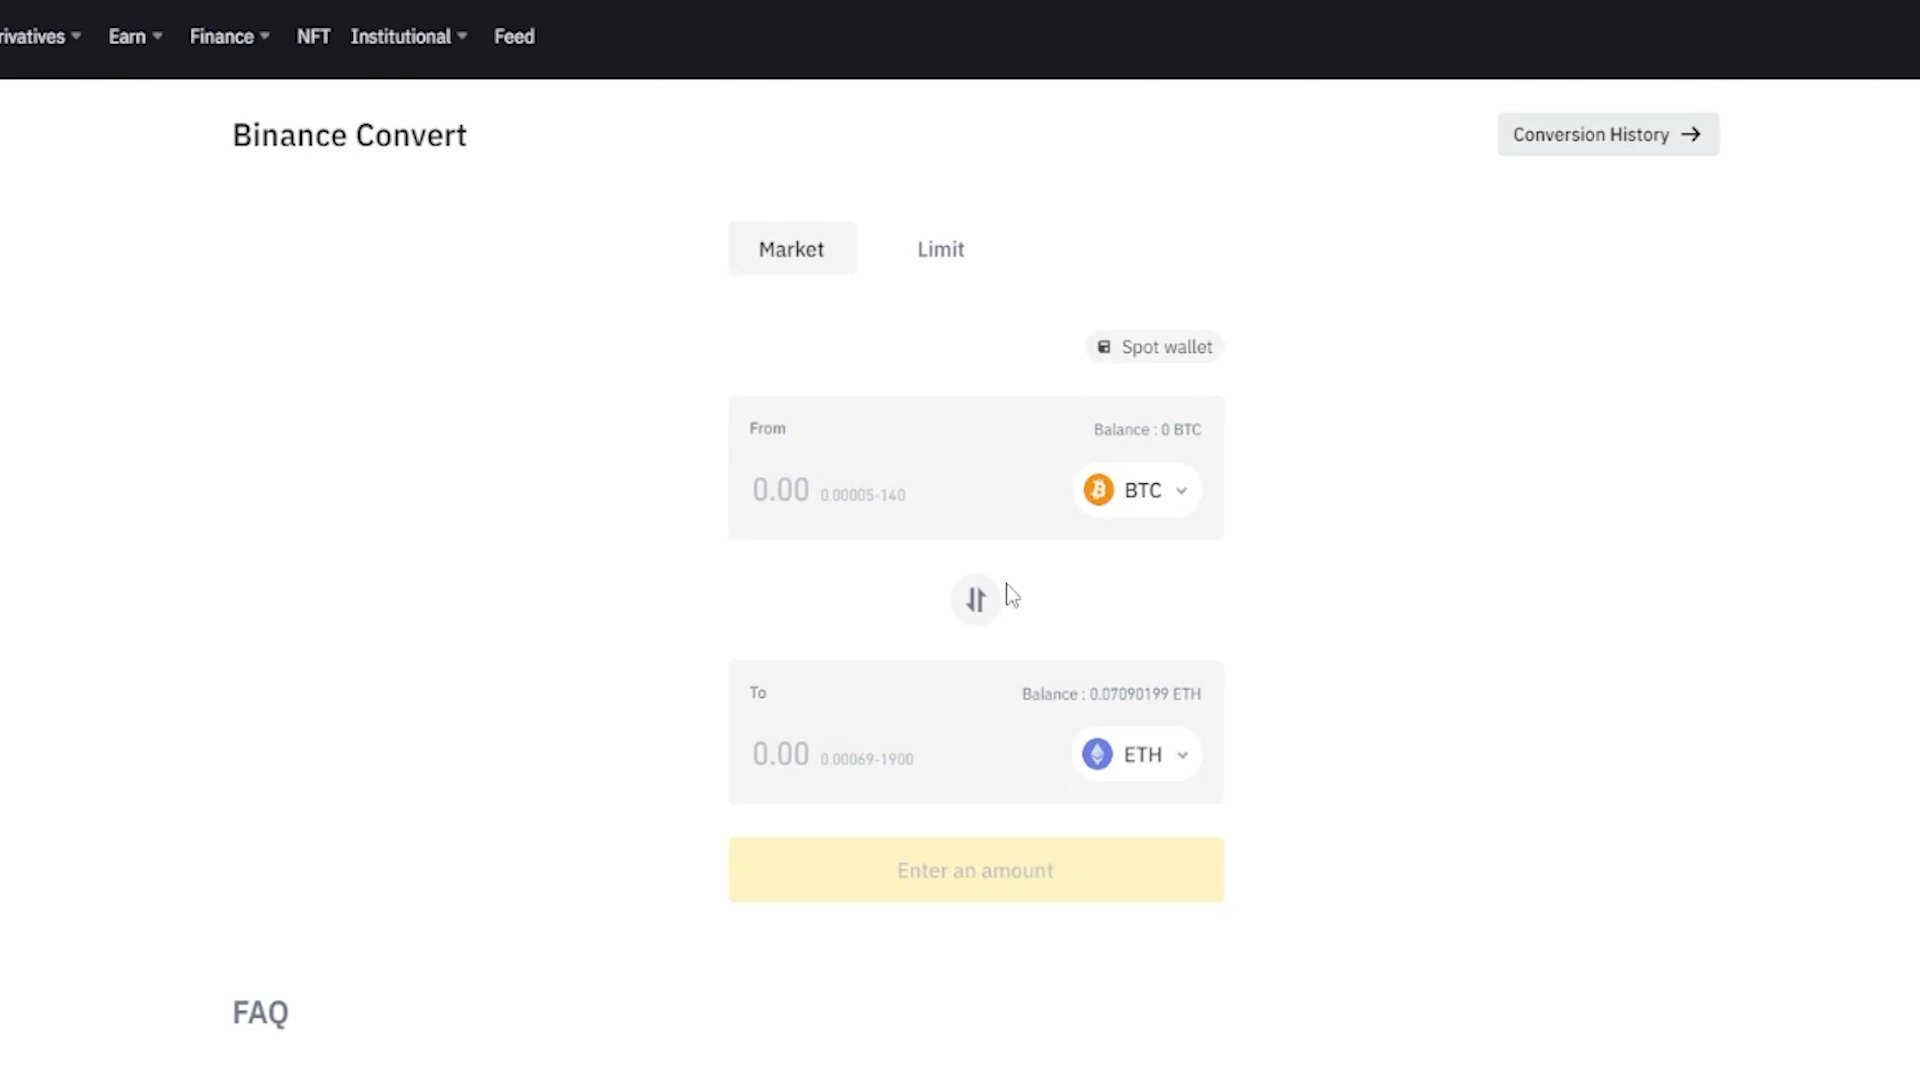 rivatives Earn Finance NFT Institutional Feed
Binance Convert
Conversion History
Market Limit
Spot wallet
From Balance : 0 BTC
0.00 0.00005-140 BTC
To Balance : 0.07090199 ETH
0.00 0.00069-1900 ETH
Enter an amount
FAQ